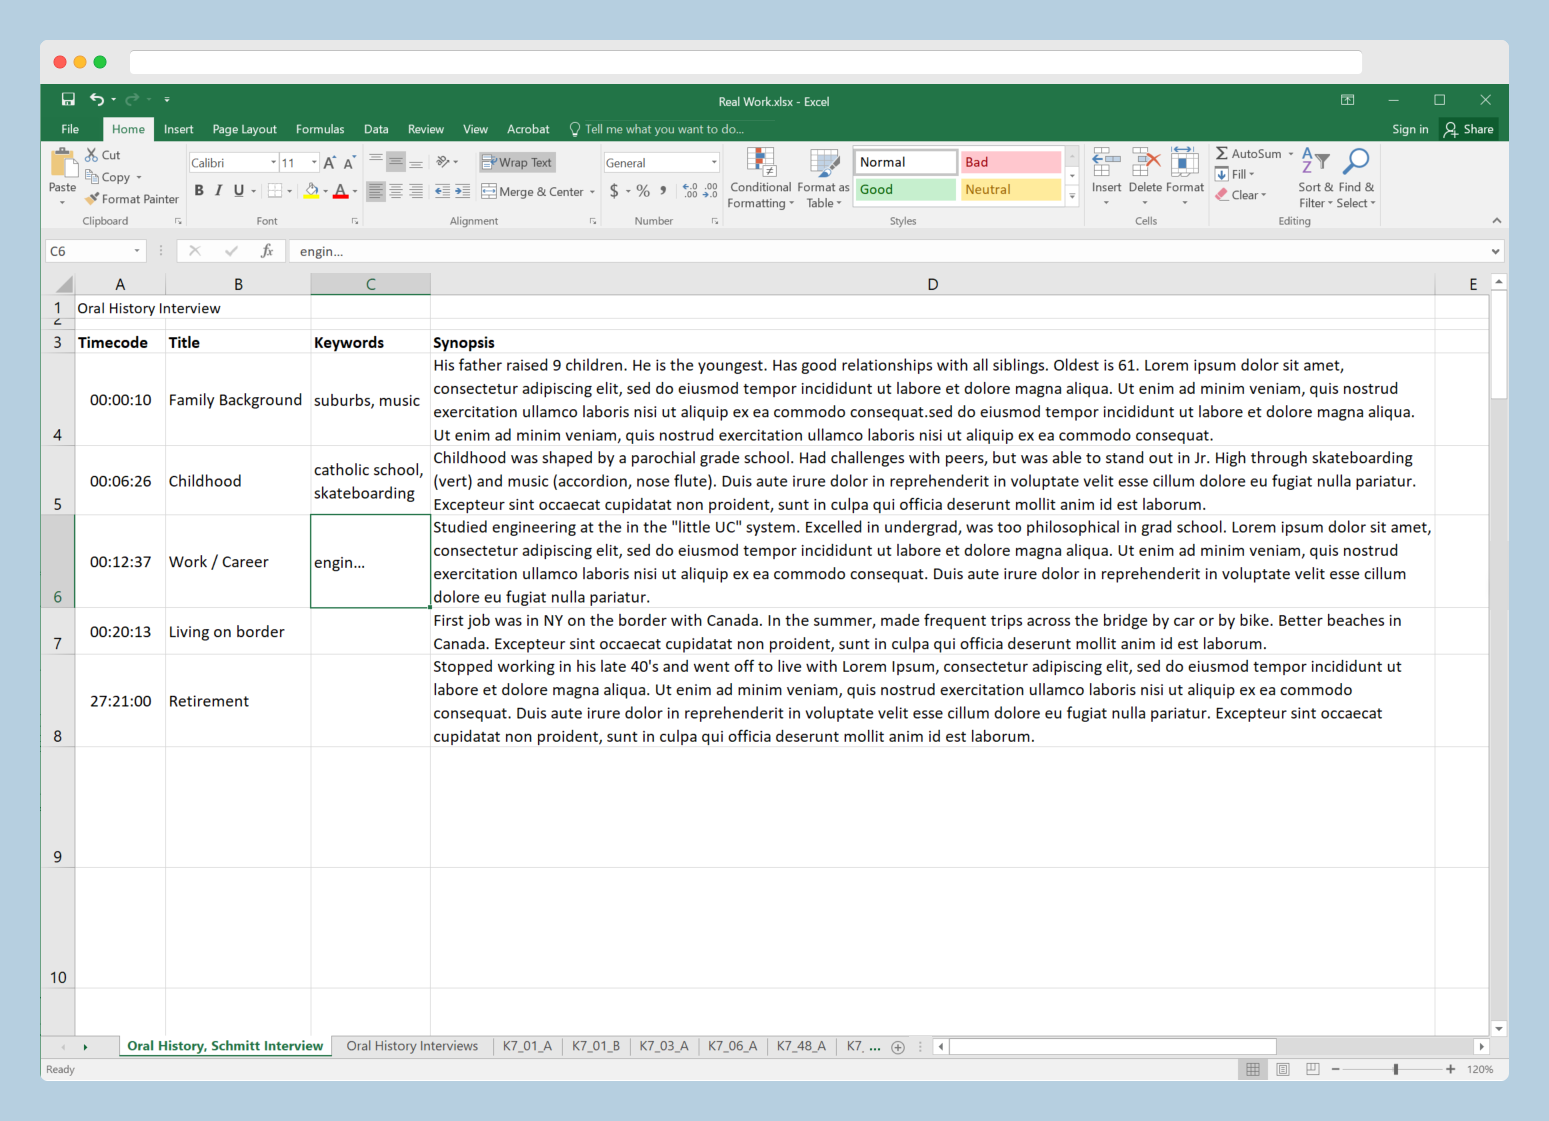 Real Work.xlsx - Excel
File Home Insert Page Layout Formulas Data Review View Acrobat Tell me what you want to do... Sign in Share
Paste
Cut
Copy
Format Painter
Clipboard
Calibri 11
B I U
Font
Wrap Text
Merge & Center
Alignment
General
$ % ,
Number
Conditional Formatting
Format as Table
Normal Bad
Good Neutral
Styles
Insert Delete Format
Cells
AutoSum
Fill
Clear
Sort & Filter
Find & Select
Editing
C6 fx engin...
A B C D E
1 Oral History Interview
2
3 Timecode Title Keywords Synopsis
4 00:00:10 Family Background suburbs, music
His father raised 9 children. He is the youngest. Has good relationships with all siblings. Oldest is 61. Lorem ipsum dolor sit amet,
consectetur adipiscing elit, sed do eiusmod tempor incididunt ut labore et dolore magna aliqua. Ut enim ad minim veniam, quis nostrud
exercitation ullamco laboris nisi ut aliquip ex ea commodo consequat.sed do eiusmod tempor incididunt ut labore et dolore magna aliqua.
Ut enim ad minim veniam, quis nostrud exercitation ullamco laboris nisi ut aliquip ex ea commodo consequat.
5 00:06:26 Childhood
catholic school,
skateboarding
Childhood was shaped by a parochial grade school. Had challenges with peers, but was able to stand out in Jr. High through skateboarding
(vert) and music (accordion, nose flute). Duis aute irure dolor in reprehenderit in voluptate velit esse cillum dolore eu fugiat nulla pariatur.
Excepteur sint occaecat cupidatat non proident, sunt in culpa qui officia deserunt mollit anim id est laborum.
6 00:12:37 Work / Career engin...
Studied engineering at the in the "little UC" system. Excelled in undergrad, was too philosophical in grad school. Lorem ipsum dolor sit amet,
consectetur adipiscing elit, sed do eiusmod tempor incididunt ut labore et dolore magna aliqua. Ut enim ad minim veniam, quis nostrud
exercitation ullamco laboris nisi ut aliquip ex ea commodo consequat. Duis aute irure dolor in reprehenderit in voluptate velit esse cillum
dolore eu fugiat nulla pariatur.
7 00:20:13 Living on border
First job was in NY on the border with Canada. In the summer, made frequent trips across the bridge by car or by bike. Better beaches in
Canada. Excepteur sint occaecat cupidatat non proident, sunt in culpa qui officia deserunt mollit anim id est laborum.
8 27:21:00 Retirement
Stopped working in his late 40's and went off to live with Lorem Ipsum, consectetur adipiscing elit, sed do eiusmod tempor incididunt ut
labore et dolore magna aliqua. Ut enim ad minim veniam, quis nostrud exercitation ullamco laboris nisi ut aliquip ex ea commodo
consequat. Duis aute irure dolor in reprehenderit in voluptate velit esse cillum dolore eu fugiat nulla pariatur. Excepteur sint occaecat
cupidatat non proident, sunt in culpa qui officia deserunt mollit anim id est laborum.
9
10
Oral History, Schmitt Interview Oral History Interviews K7_01_A K7_01_B K7_03_A K7_06_A K7_48_A K7_ ...
Ready 120%